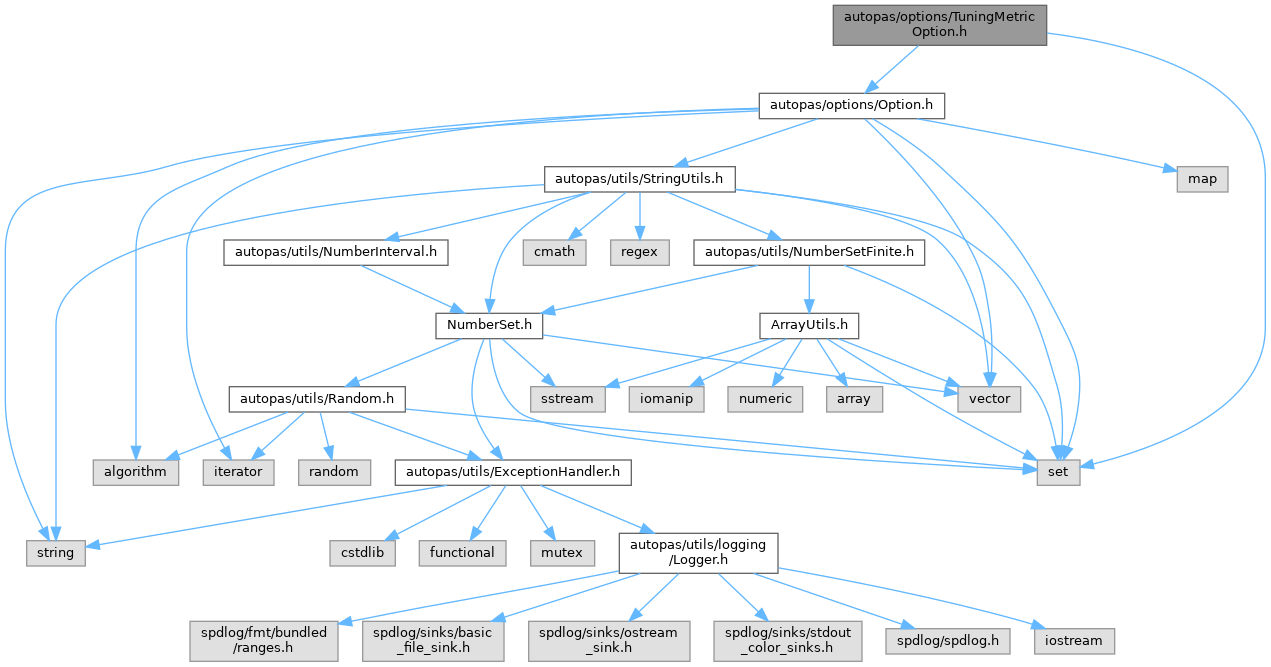 autopas/options/TuningMetric
Option.h
autopas/options/Option.h
autopas/utils/StringUtils.h
map
autopas/utils/NumberInterval.h
cmath
regex
autopas/utils/NumberSetFinite.h
NumberSet.h
ArrayUtils.h
autopas/utils/Random.h
sstream
iomanip
numeric
array
vector
algorithm
iterator
random
autopas/utils/ExceptionHandler.h
set
string
cstdlib
functional
mutex
autopas/utils/logging
/Logger.h
spdlog/fmt/bundled
/ranges.h
spdlog/sinks/basic
_file_sink.h
spdlog/sinks/ostream
_sink.h
spdlog/sinks/stdout
_color_sinks.h
spdlog/spdlog.h
iostream